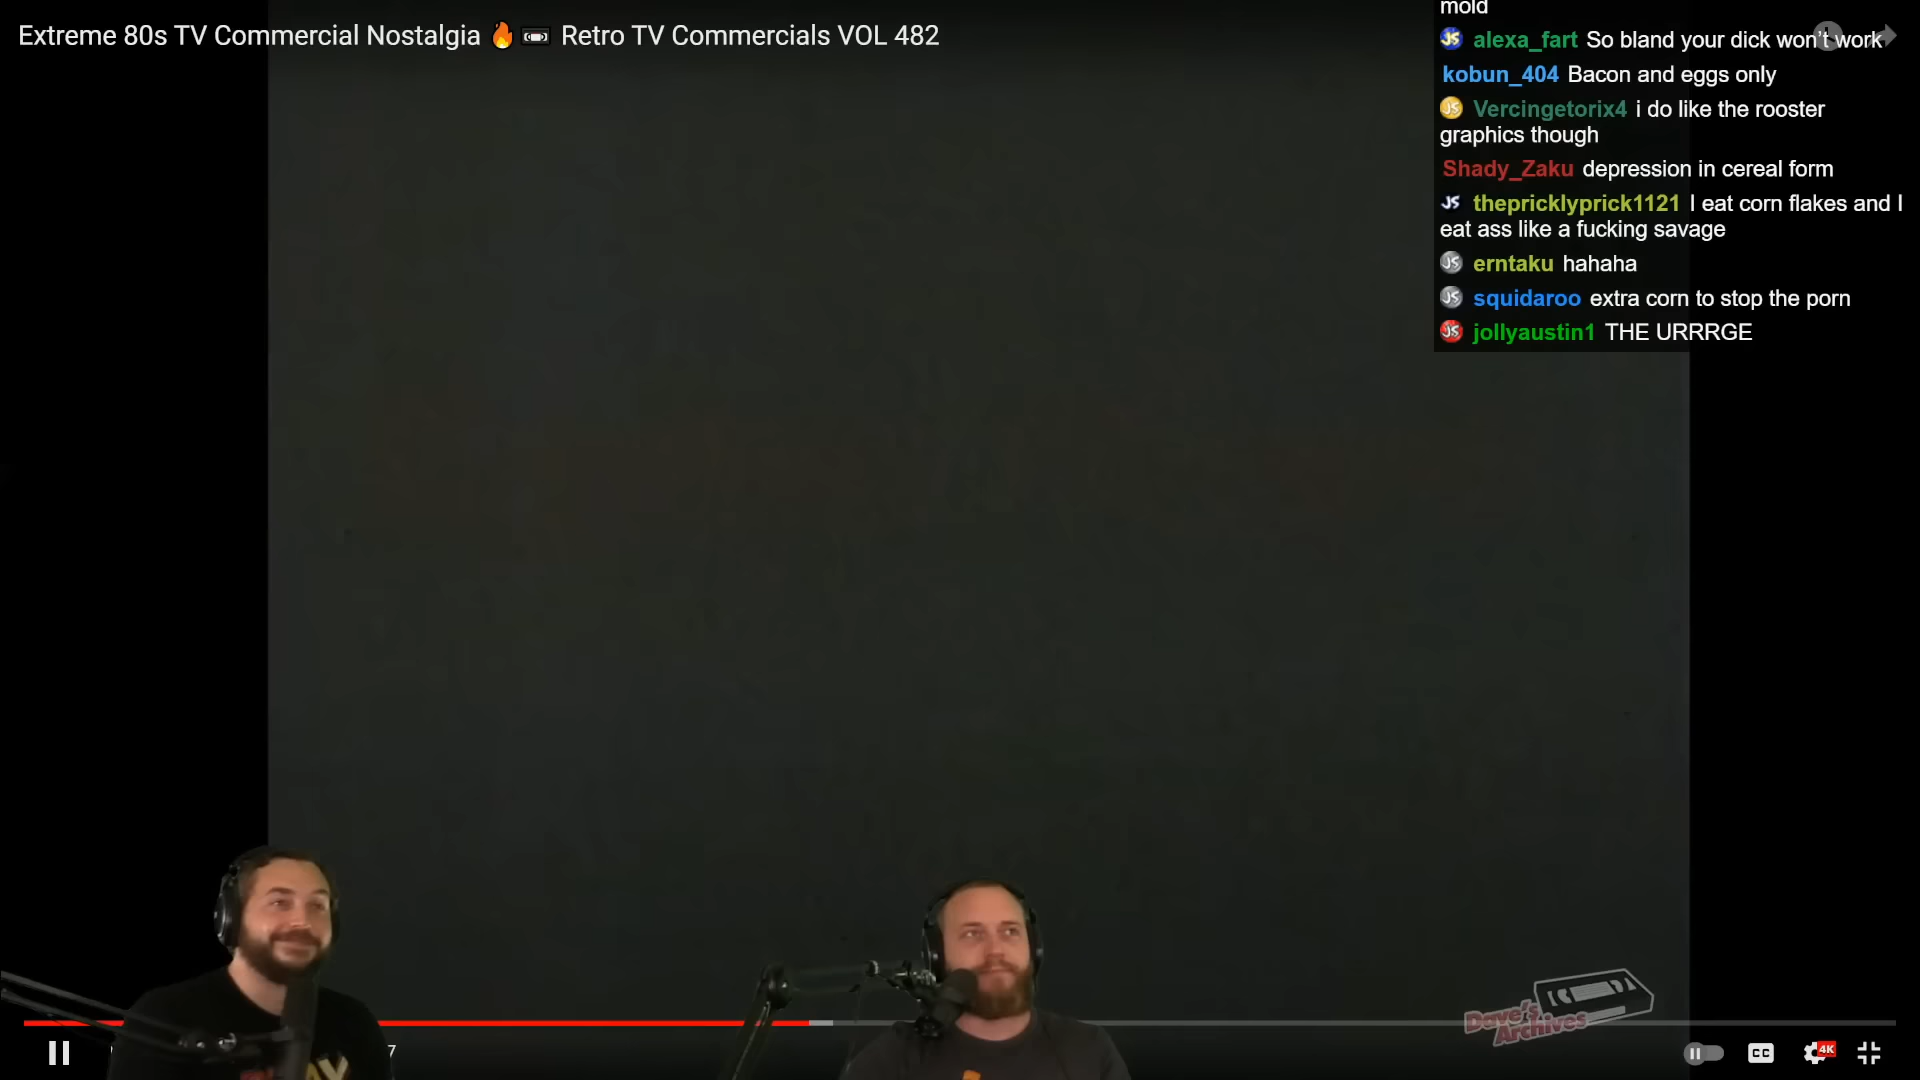 Extreme 80s TV Commercial Nostalgia 🔥📼 Retro TV Commercials VOL 482
mold
alexa_fart So bland your dick won't work
kobun_404 Bacon and eggs only
Vercingetorix4 i do like the rooster
graphics though
Shady_Zaku depression in cereal form
thepricklyprick1121 I eat corn flakes and I
eat ass like a fucking savage
erntaku hahaha
squidaroo extra corn to stop the porn
jollyaustin1 THE URRRGE
Dave's
Archives
7
CC
4K